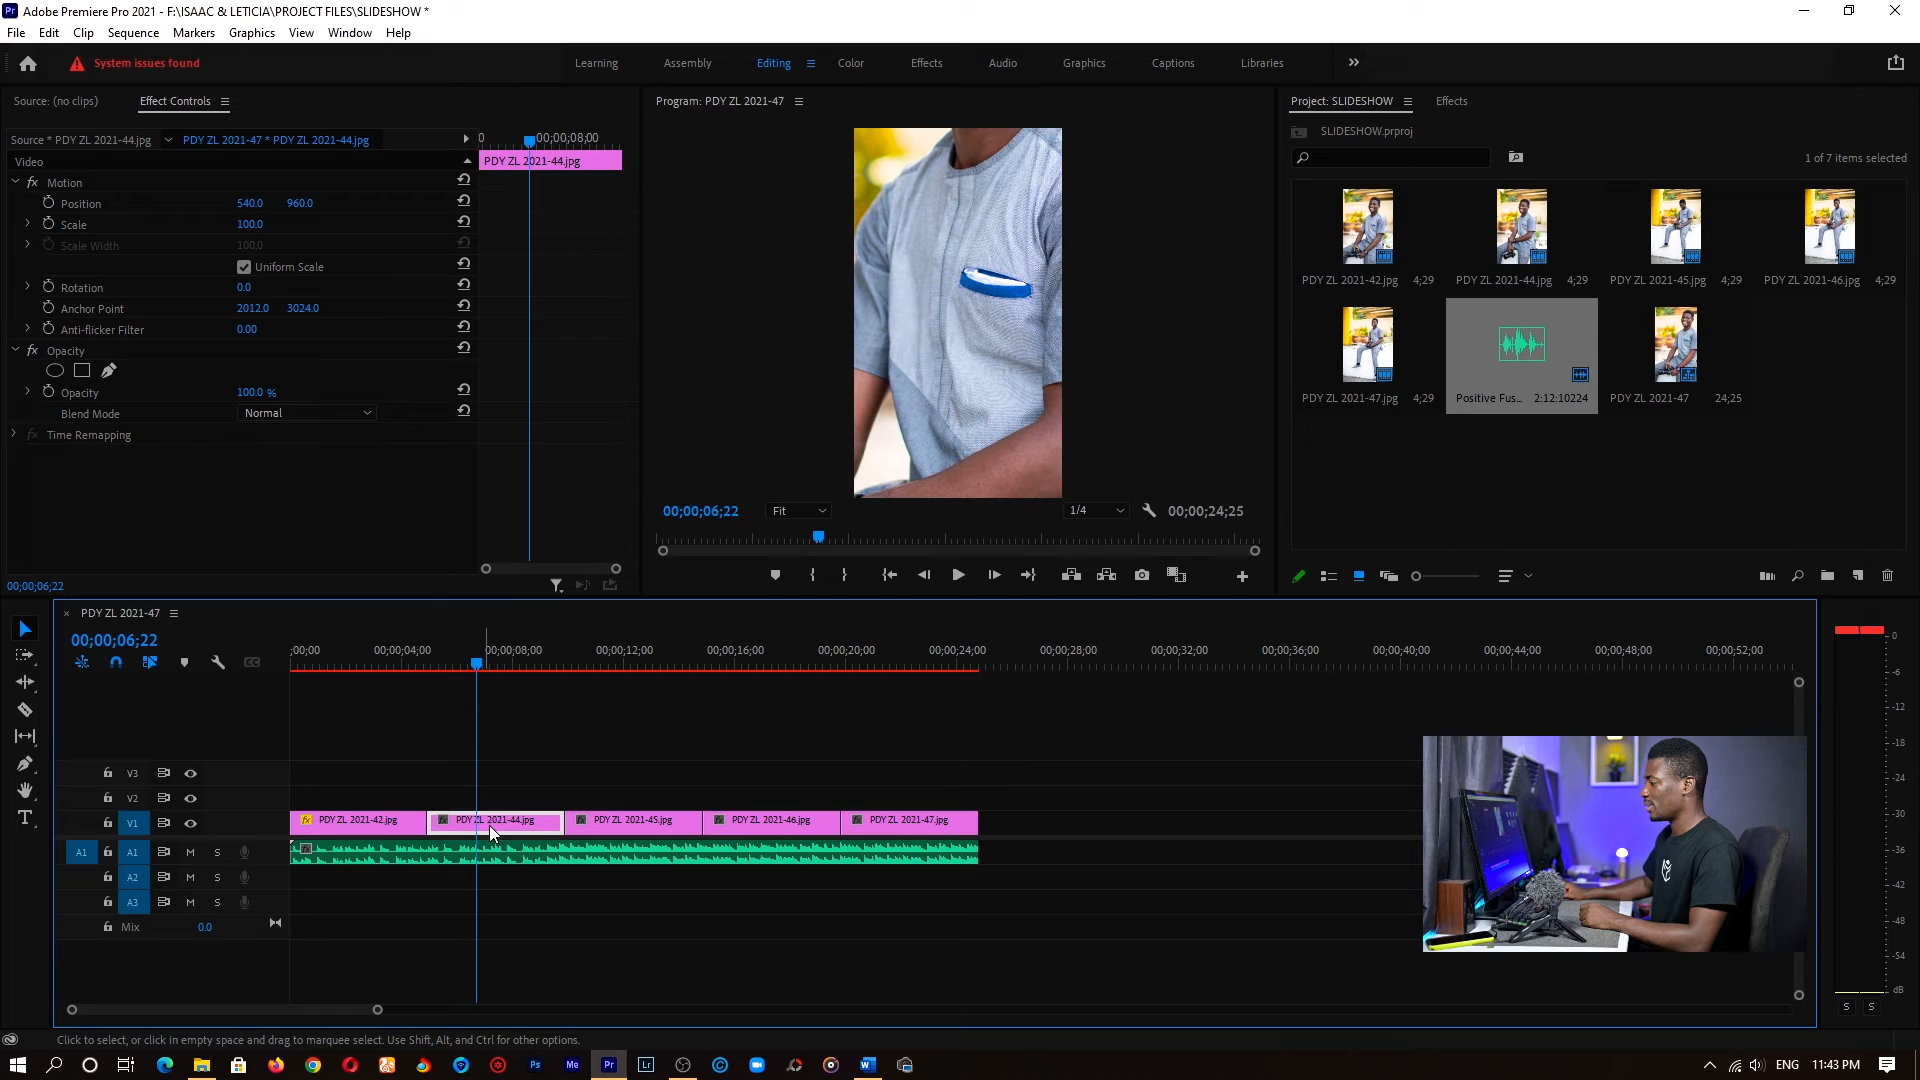 Pr Adobe Premiere Pro 2021 - F:\ISAAC & LETICIA\PROJECT FILES\SLIDESHOW *
File Edit Clip Sequence Markers Graphics View Window Help
System issues found
Learning Assembly Editing Color Effects Audio Graphics Captions Libraries
Source: (no clips) Effect Controls
Program: PDY ZL 2021-47
Project: SLIDESHOW Effects
Source * PDY ZL 2021-44.jpg PDY ZL 2021-47 * PDY ZL 2021-44.jpg
00;00;08;00
SLIDESHOW.prproj
Video
PDY ZL 2021-44.jpg
1 of 7 items selected
fx Motion
Position 540.0 960.0
Scale 100.0
Scale Width 100.0
Uniform Scale
Rotation 0.0
Anchor Point 2012.0 3024.0
Anti-flicker Filter 0.00
fx Opacity
Opacity 100.0 %
Blend Mode Normal
fx Time Remapping
00;00;06;22
PDY ZL 2021-42.jpg 4;29
PDY ZL 2021-44.jpg 4;29
PDY ZL 2021-45.jpg 4;29
PDY ZL 2021-46.jpg 4;29
PDY ZL 2021-47.jpg 4;29
Positive Fus... 2:12:10224
PDY ZL 2021-47 24;25
00;00;06;22 Fit 1/4 00;00;24;25
PDY ZL 2021-47
00;00;06;22
;00;00 00;00;04;00 00;00;08;00 00;00;12;00 00;00;16;00 00;00;20;00 00;00;24;00 00;00;28;00 00;00;32;00 00;00;36;00 00;00;40;00 00;00;44;00 00;00;48;00 00;00;52;00
V3
V2
V1
fx PDY ZL 2021-42.jpg fx PDY ZL 2021-44.jpg fx PDY ZL 2021-45.jpg fx PDY ZL 2021-46.jpg fx PDY ZL 2021-47.jpg
A1 A1 M S
A2 M S
A3 M S
Mix 0.0
0
-6
-12
-18
-24
-30
-36
-42
-48
-54
dB
S S
Click to select, or click in empty space and drag to marquee select. Use Shift, Alt, and Ctrl for other options.
Ps Me Pr Lr
ENG 11:43 PM